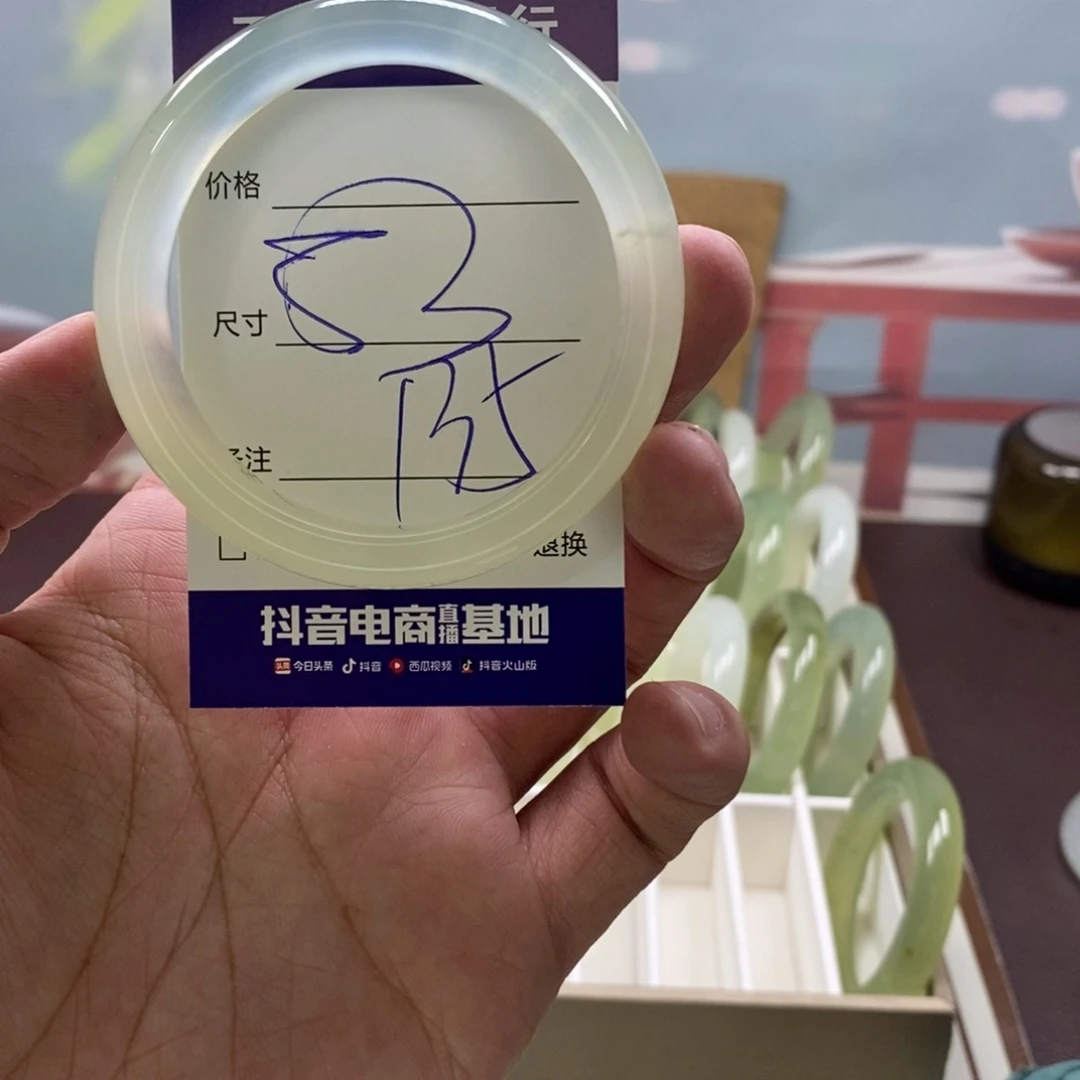 行
价格
尺寸
注
退换
抖音电商直播基地
今日头条 抖音 西瓜视频 抖音火山版